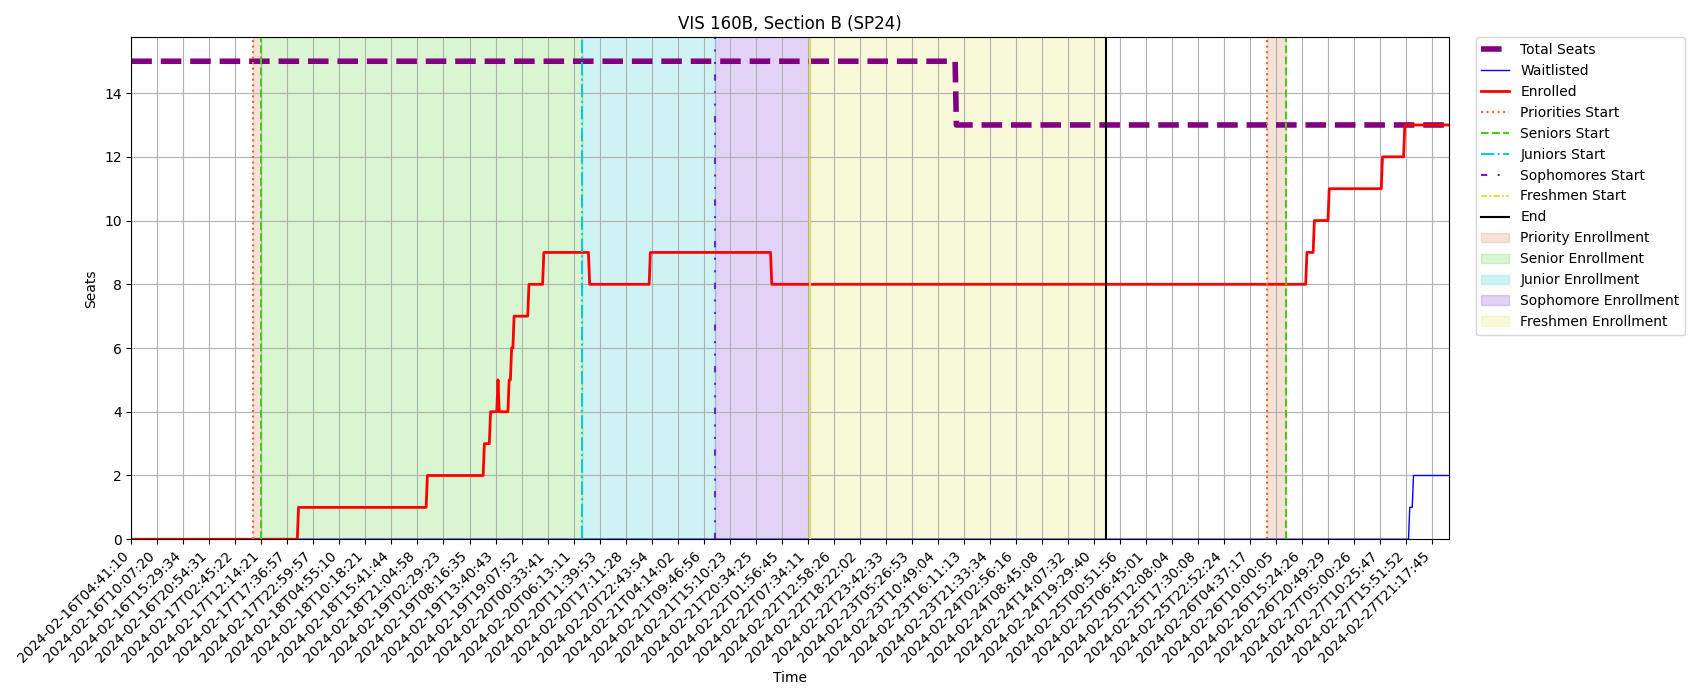 VIS 160B, Section B (SP24)
Seats
14
12
10
8
6
4
2
0
2024-02-16T04:41:10
2024-02-16T10:07:20
2024-02-16T15:29:34
2024-02-16T20:54:31
2024-02-17T02:45:22
2024-02-17T12:14:21
2024-02-17T17:36:57
2024-02-17T22:59:57
2024-02-18T04:55:10
2024-02-18T10:18:21
2024-02-18T15:41:44
2024-02-18T21:04:58
2024-02-19T02:29:23
2024-02-19T08:16:35
2024-02-19T13:40:43
2024-02-19T19:07:52
2024-02-20T00:33:41
2024-02-20T06:13:11
2024-02-20T11:39:53
2024-02-20T17:11:28
2024-02-20T22:43:54
2024-02-21T04:14:02
2024-02-21T09:46:56
2024-02-21T15:10:23
2024-02-21T20:34:25
2024-02-22T01:56:45
2024-02-22T07:34:11
2024-02-22T12:58:26
2024-02-22T18:22:02
2024-02-22T23:42:33
2024-02-23T05:26:53
2024-02-23T10:49:04
2024-02-23T16:11:13
2024-02-23T21:33:34
2024-02-24T02:56:16
2024-02-24T08:45:08
2024-02-24T14:07:32
2024-02-24T19:29:40
2024-02-25T00:51:56
2024-02-25T06:45:01
2024-02-25T12:08:04
2024-02-25T17:30:08
2024-02-25T22:52:24
2024-02-26T04:37:17
2024-02-26T10:00:05
2024-02-26T15:24:26
2024-02-26T20:49:29
2024-02-27T05:00:26
2024-02-27T10:25:47
2024-02-27T15:51:52
2024-02-27T21:17:45
Time
Total Seats
Waitlisted
Enrolled
Priorities Start
Seniors Start
Juniors Start
Sophomores Start
Freshmen Start
End
Priority Enrollment
Senior Enrollment
Junior Enrollment
Sophomore Enrollment
Freshmen Enrollment